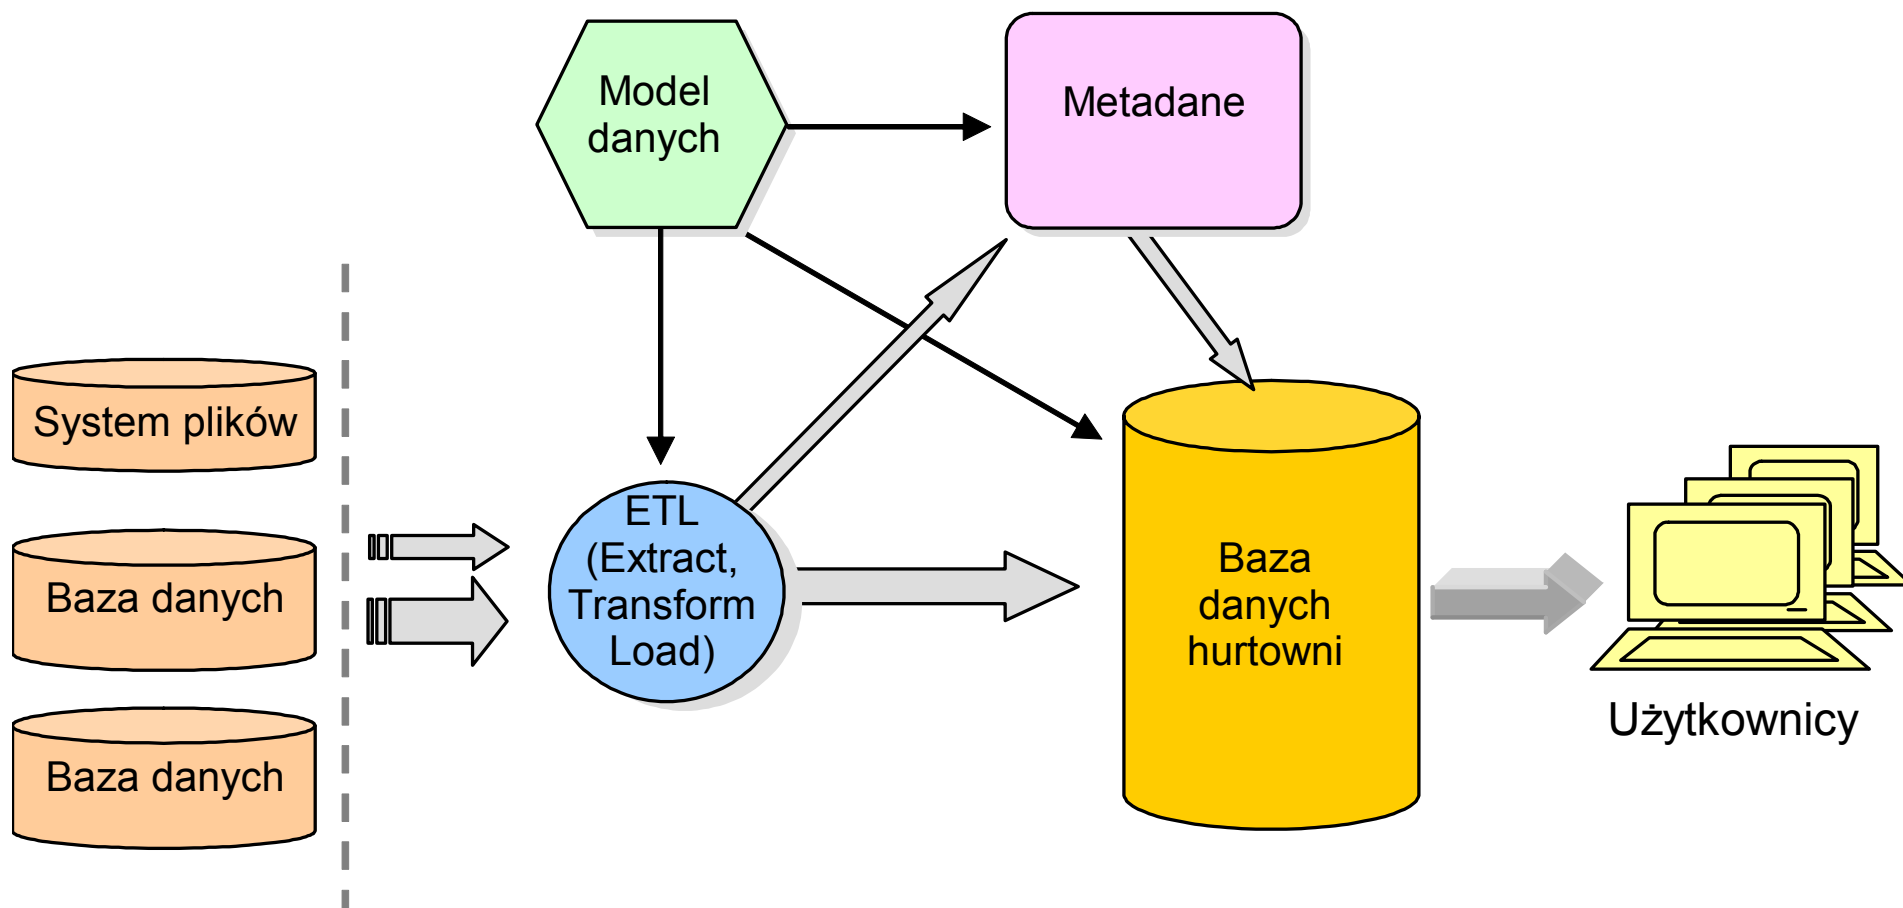 Model
danych
Metadane
System plików
Baza danych
Baza danych
ETL
(Extract,
Transform
Load)
Baza
danych
hurtowni
Użytkownicy